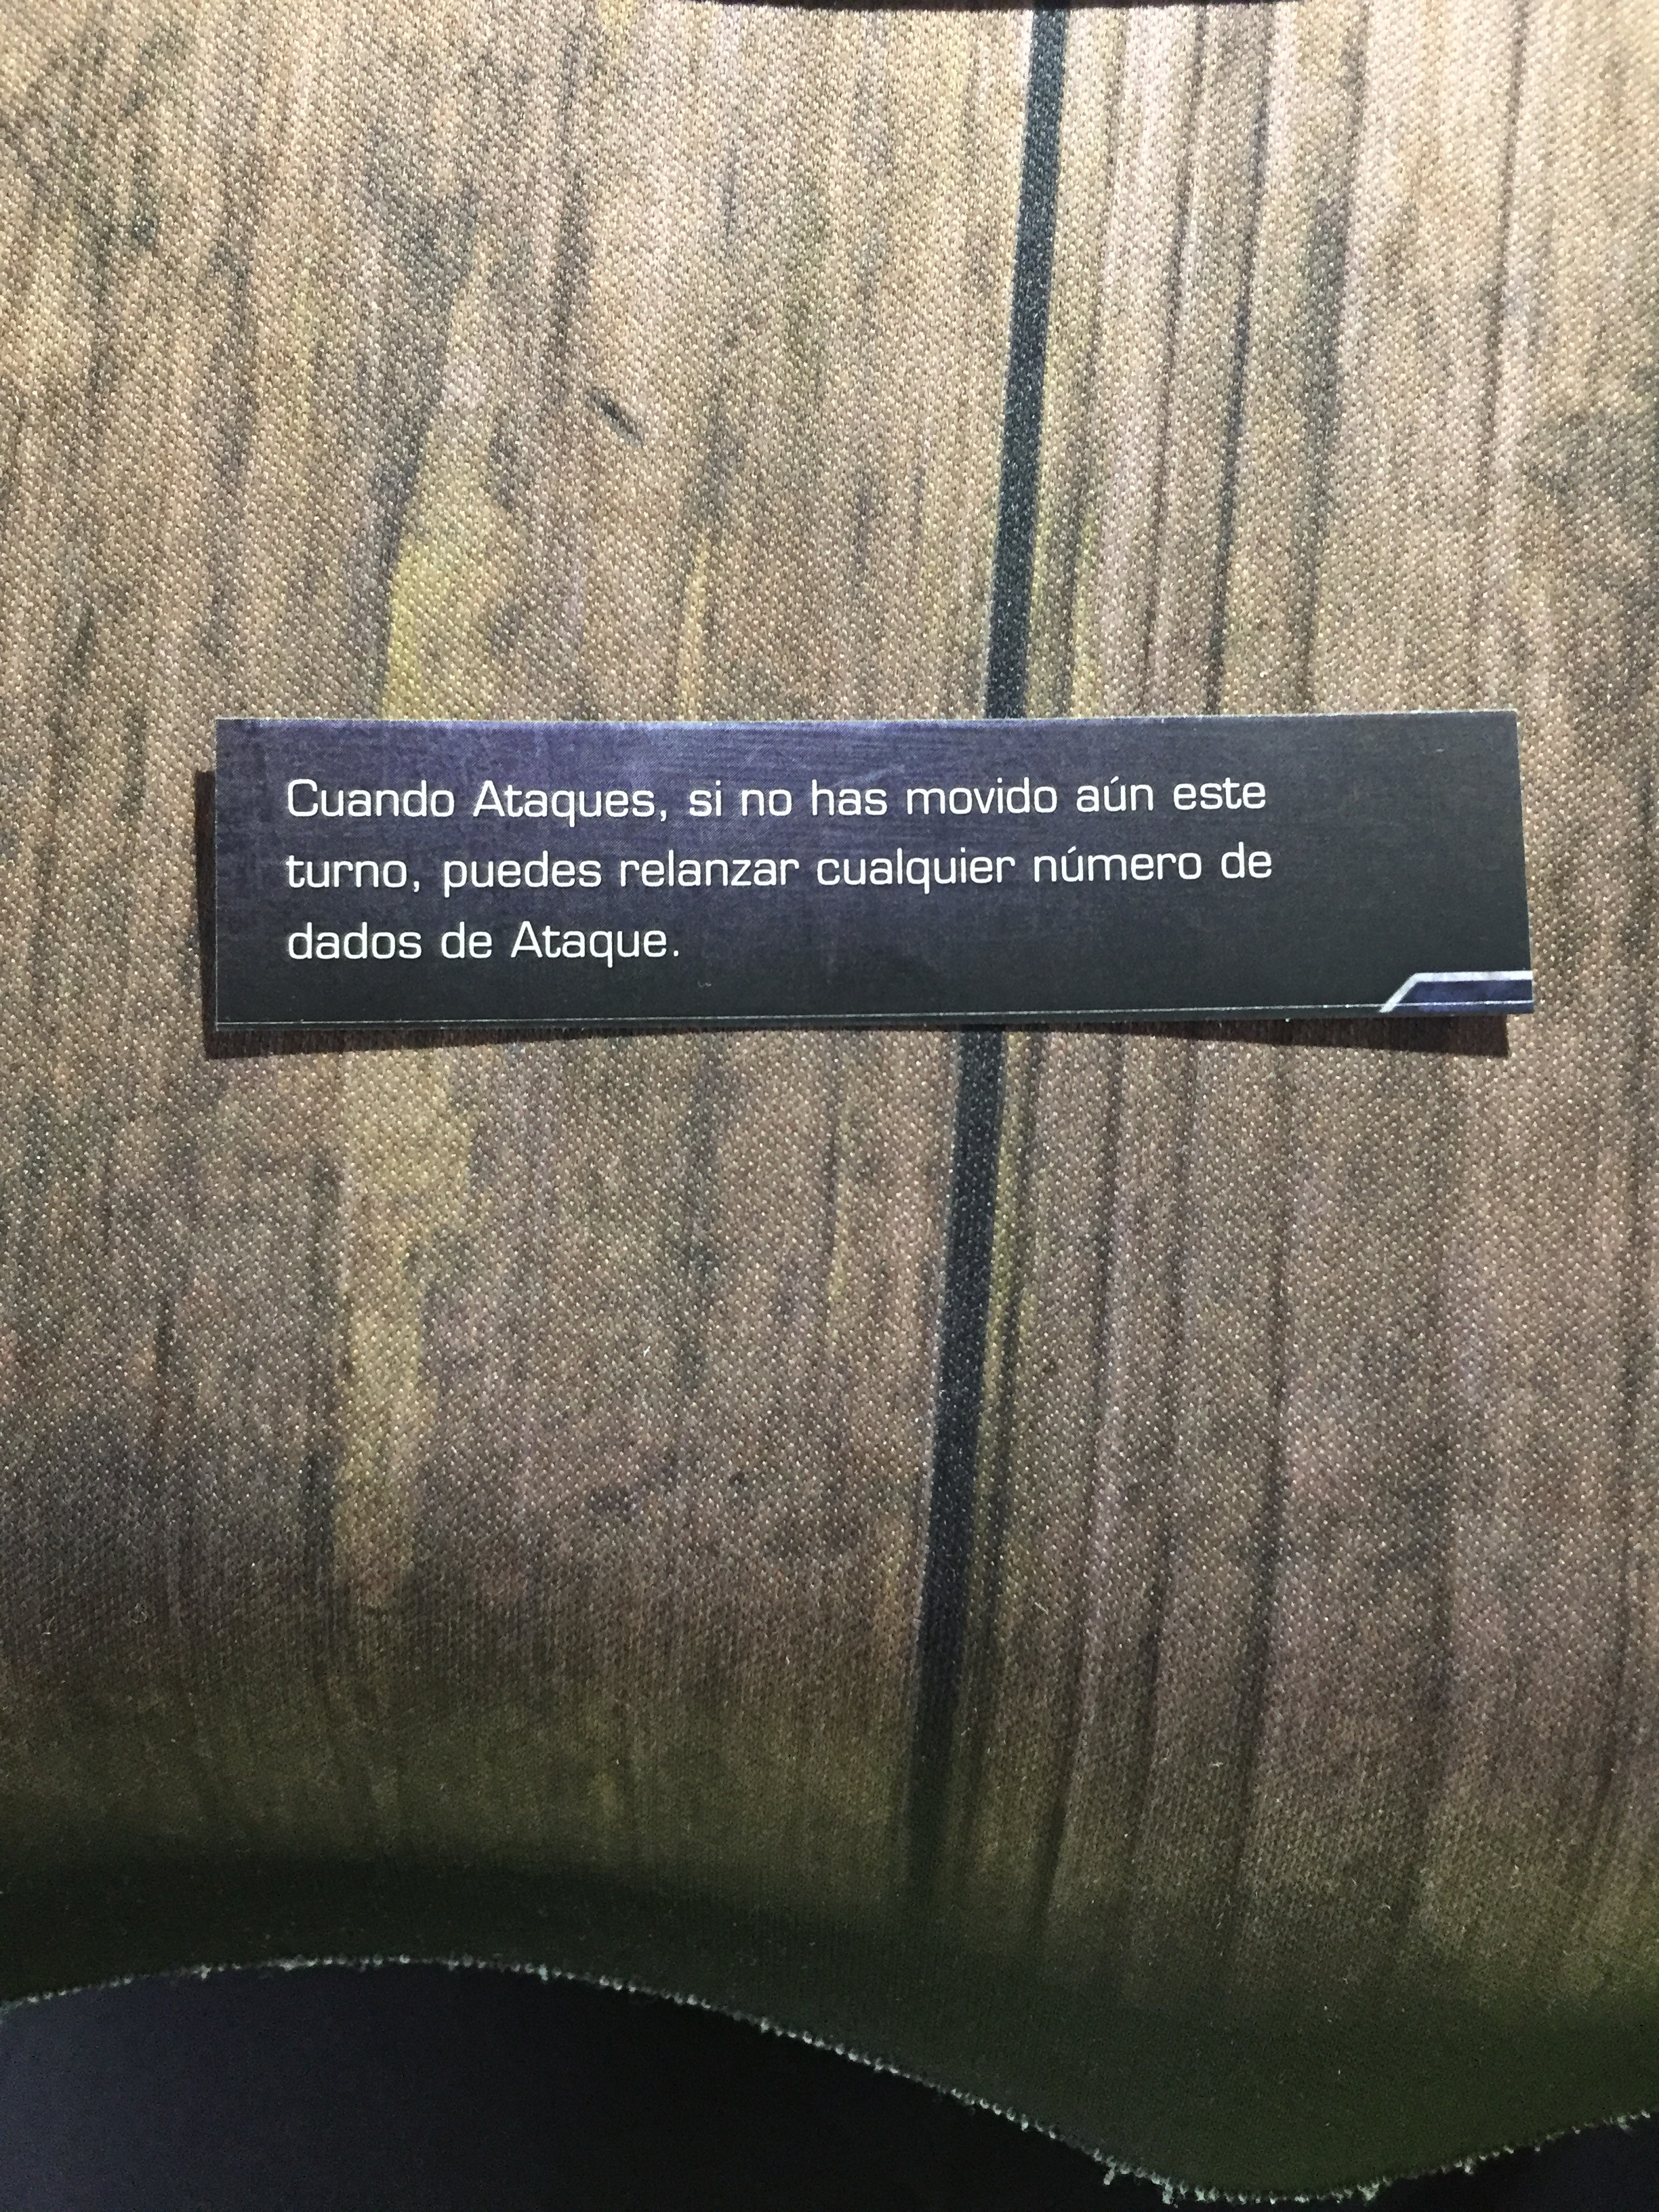 Cuando Ataques, si no has movido aún este
turno, puedes relanzar cualquier número de
dados de Ataque.